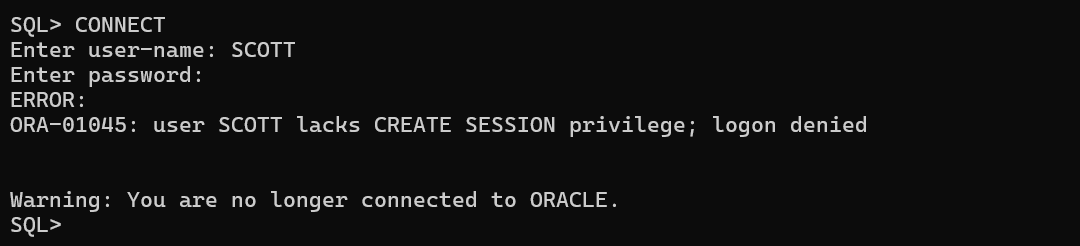 SQL> CONNECT
Enter user-name: SCOTT
Enter password:
ERROR:
ORA-01045: user SCOTT lacks CREATE SESSION privilege; logon denied
Warning: You are no longer connected to ORACLE.
SQL>